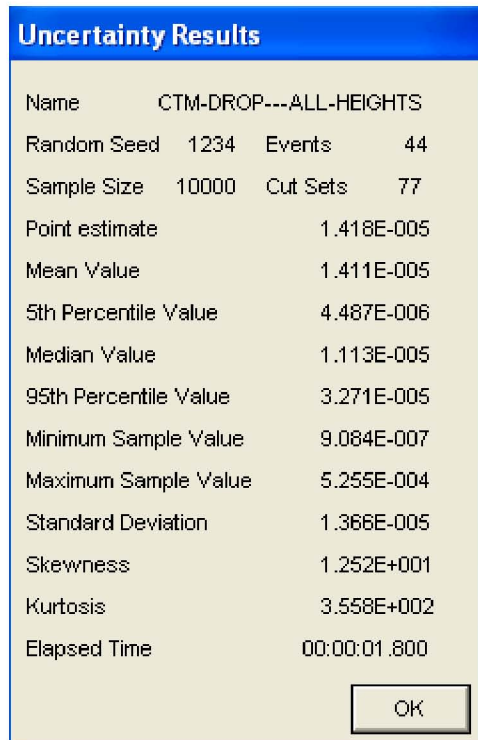 Uncertainty Results
Name CTM-DROP---ALL-HEIGHTS
Random Seed 1234 Events 44
Sample Size 10000 Cut Sets 77
Point estimate 1.418E-005
Mean Value 1.411E-005
5th Percentile Value 4.487E-006
Median Value 1.113E-005
95th Percentile Value 3.271E-005
Minimum Sample Value 9.084E-007
Maximum Sample Value 5.255E-004
Standard Deviation 1.366E-005
Skewness 1.252E+001
Kurtosis 3.558E+002
Elapsed Time 00:00:01.800
OK